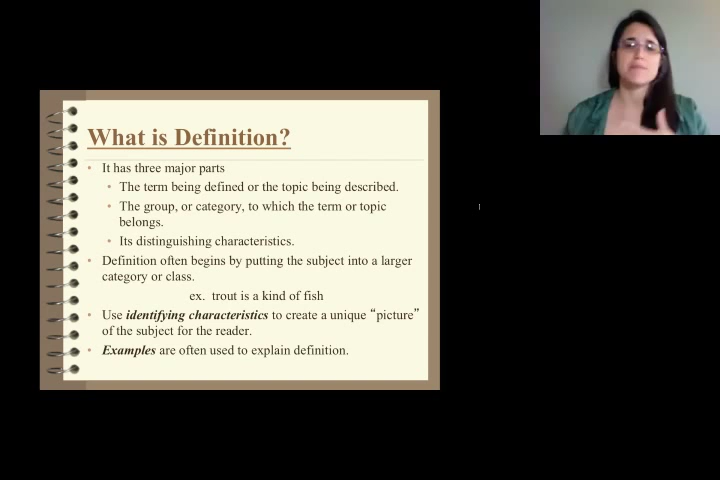 What is Definition?
• It has three major parts
• The term being defined or the topic being described.
• The group, or category, to which the term or topic
belongs.
• Its distinguishing characteristics.
• Definition often begins by putting the subject into a larger
category or class.
ex. trout is a kind of fish
• Use identifying characteristics to create a unique “picture”
of the subject for the reader.
• Examples are often used to explain definition.